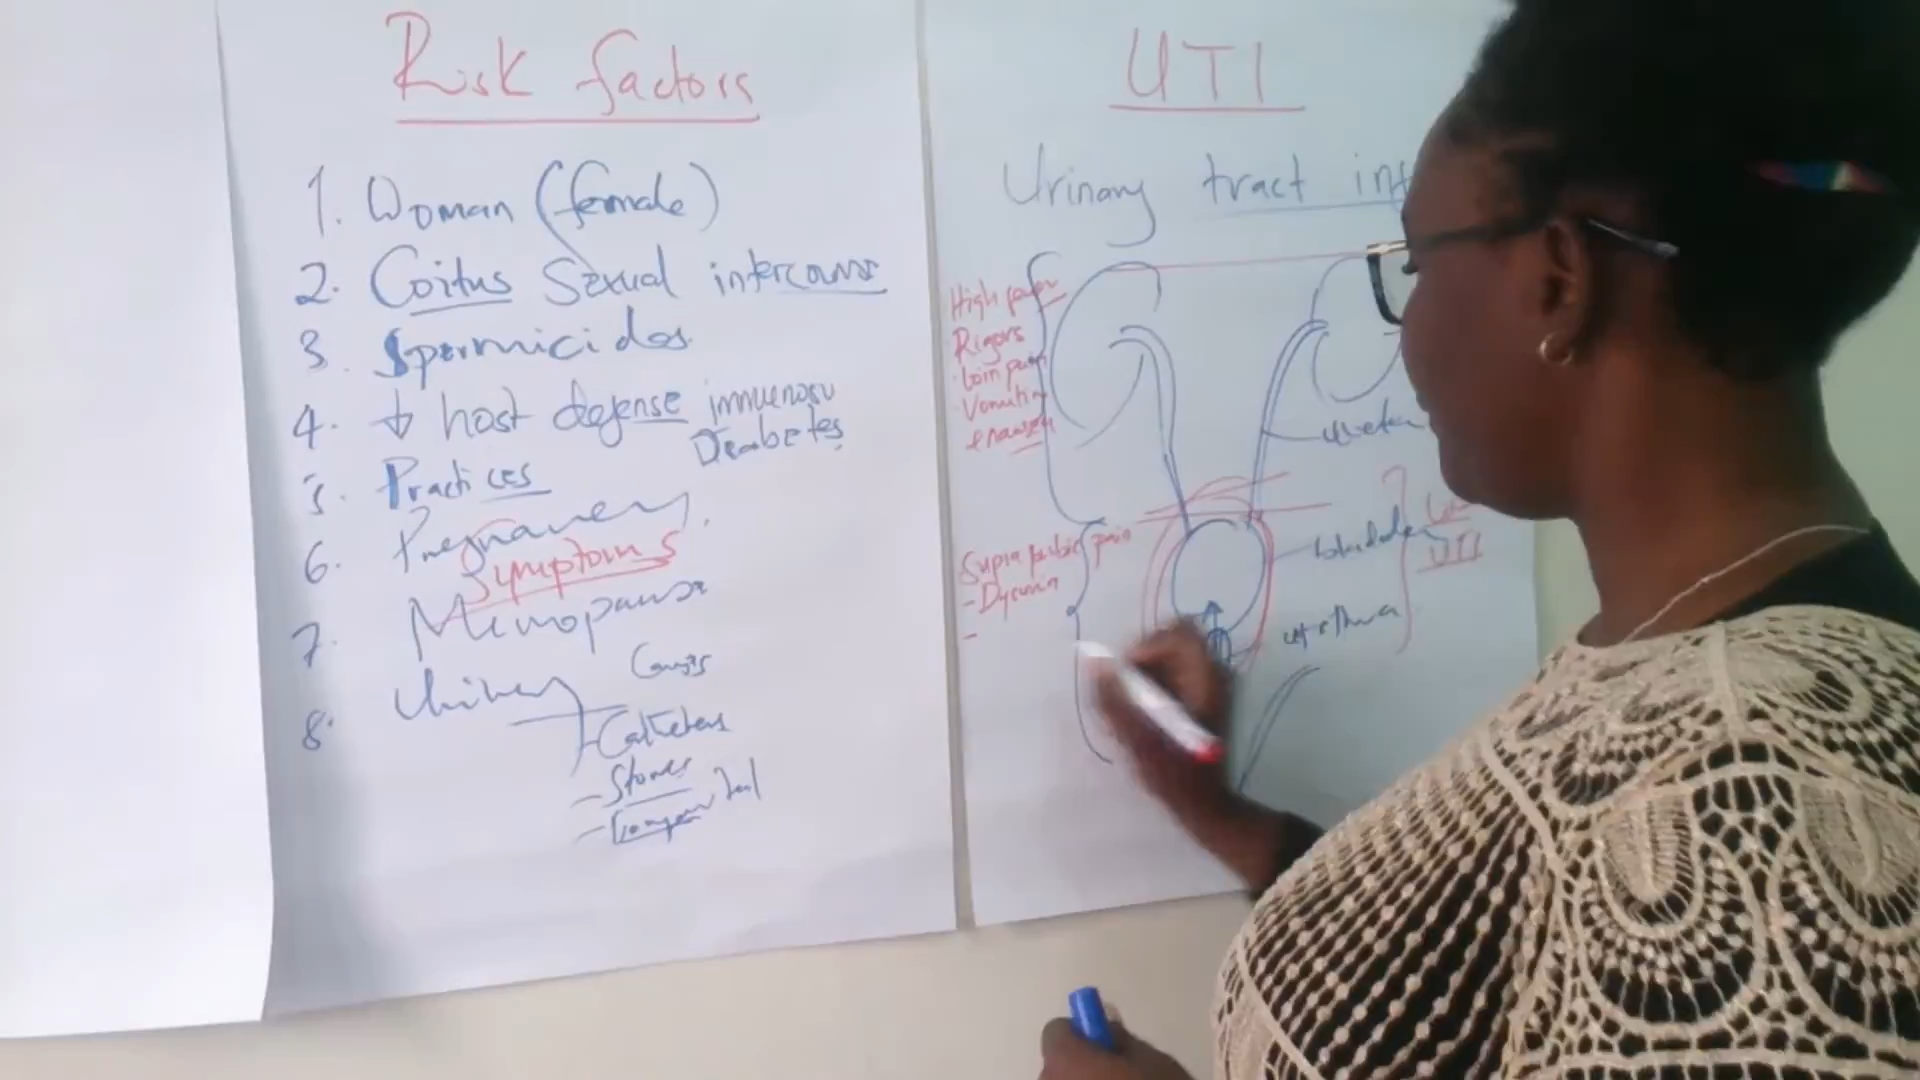 Risk factors
1. Woman (female)
2. Coitus Sexual intercourse
3. Spermicides
4. ↓ host defense immunosu
Diabetes
5. Practices
6. Pregnancy
Symptoms
7. Menopause
8. Urinary
Catheters
- Stones
UTI
Urinary tract inf
High fever
Rigors
Loin pain
Vomiting
& nausea
ureter
Suprapubic pain
- Dysuria
-
bladder
UTI
urethra